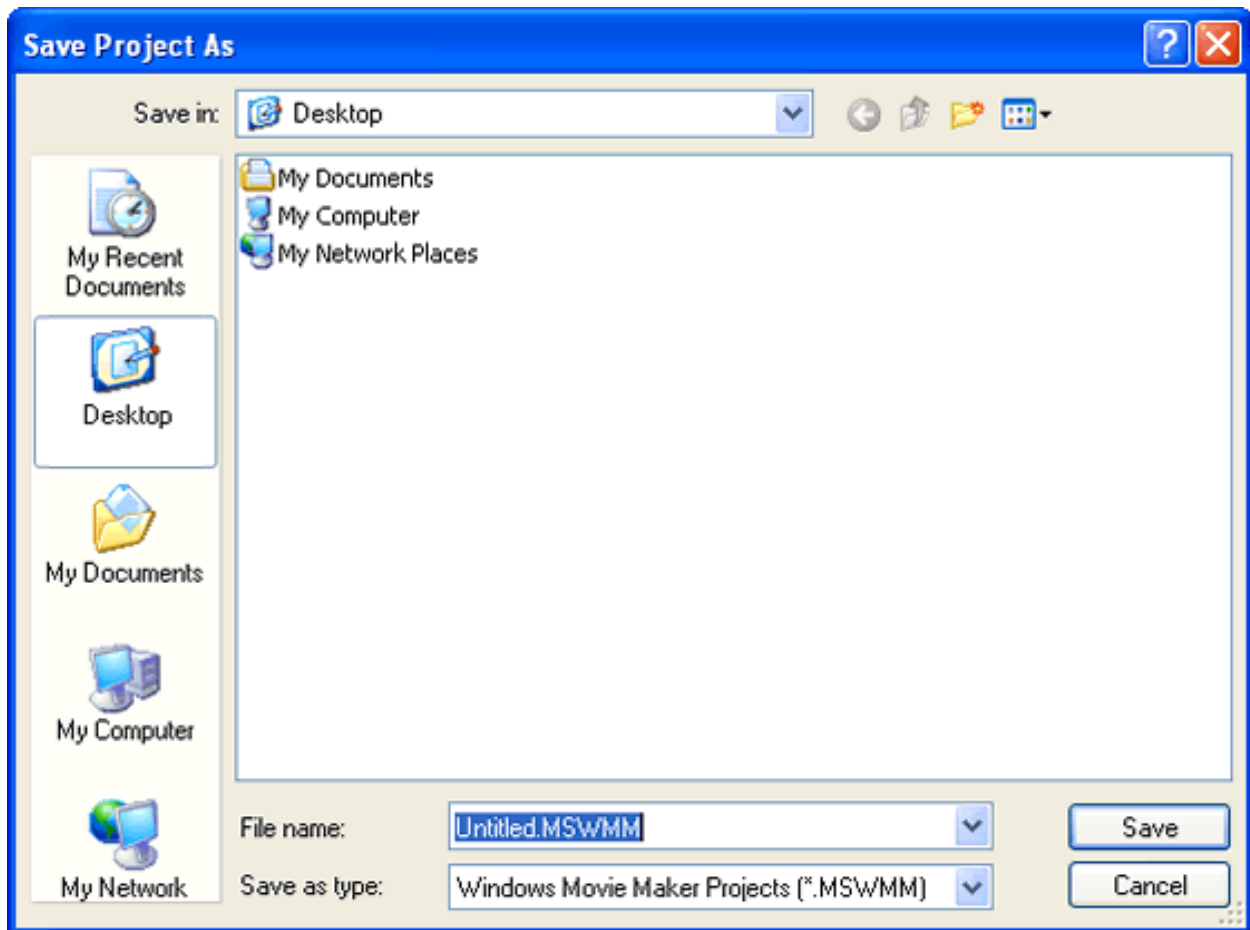 Save Project As
Save in:
Desktop
My Documents
My Computer
My Network Places
My Recent
Documents
Desktop
My Documents
My Computer
My Network
File name:
Untitled.MSWMM
Save
Save as type:
Windows Movie Maker Projects (*.MSWMM)
Cancel